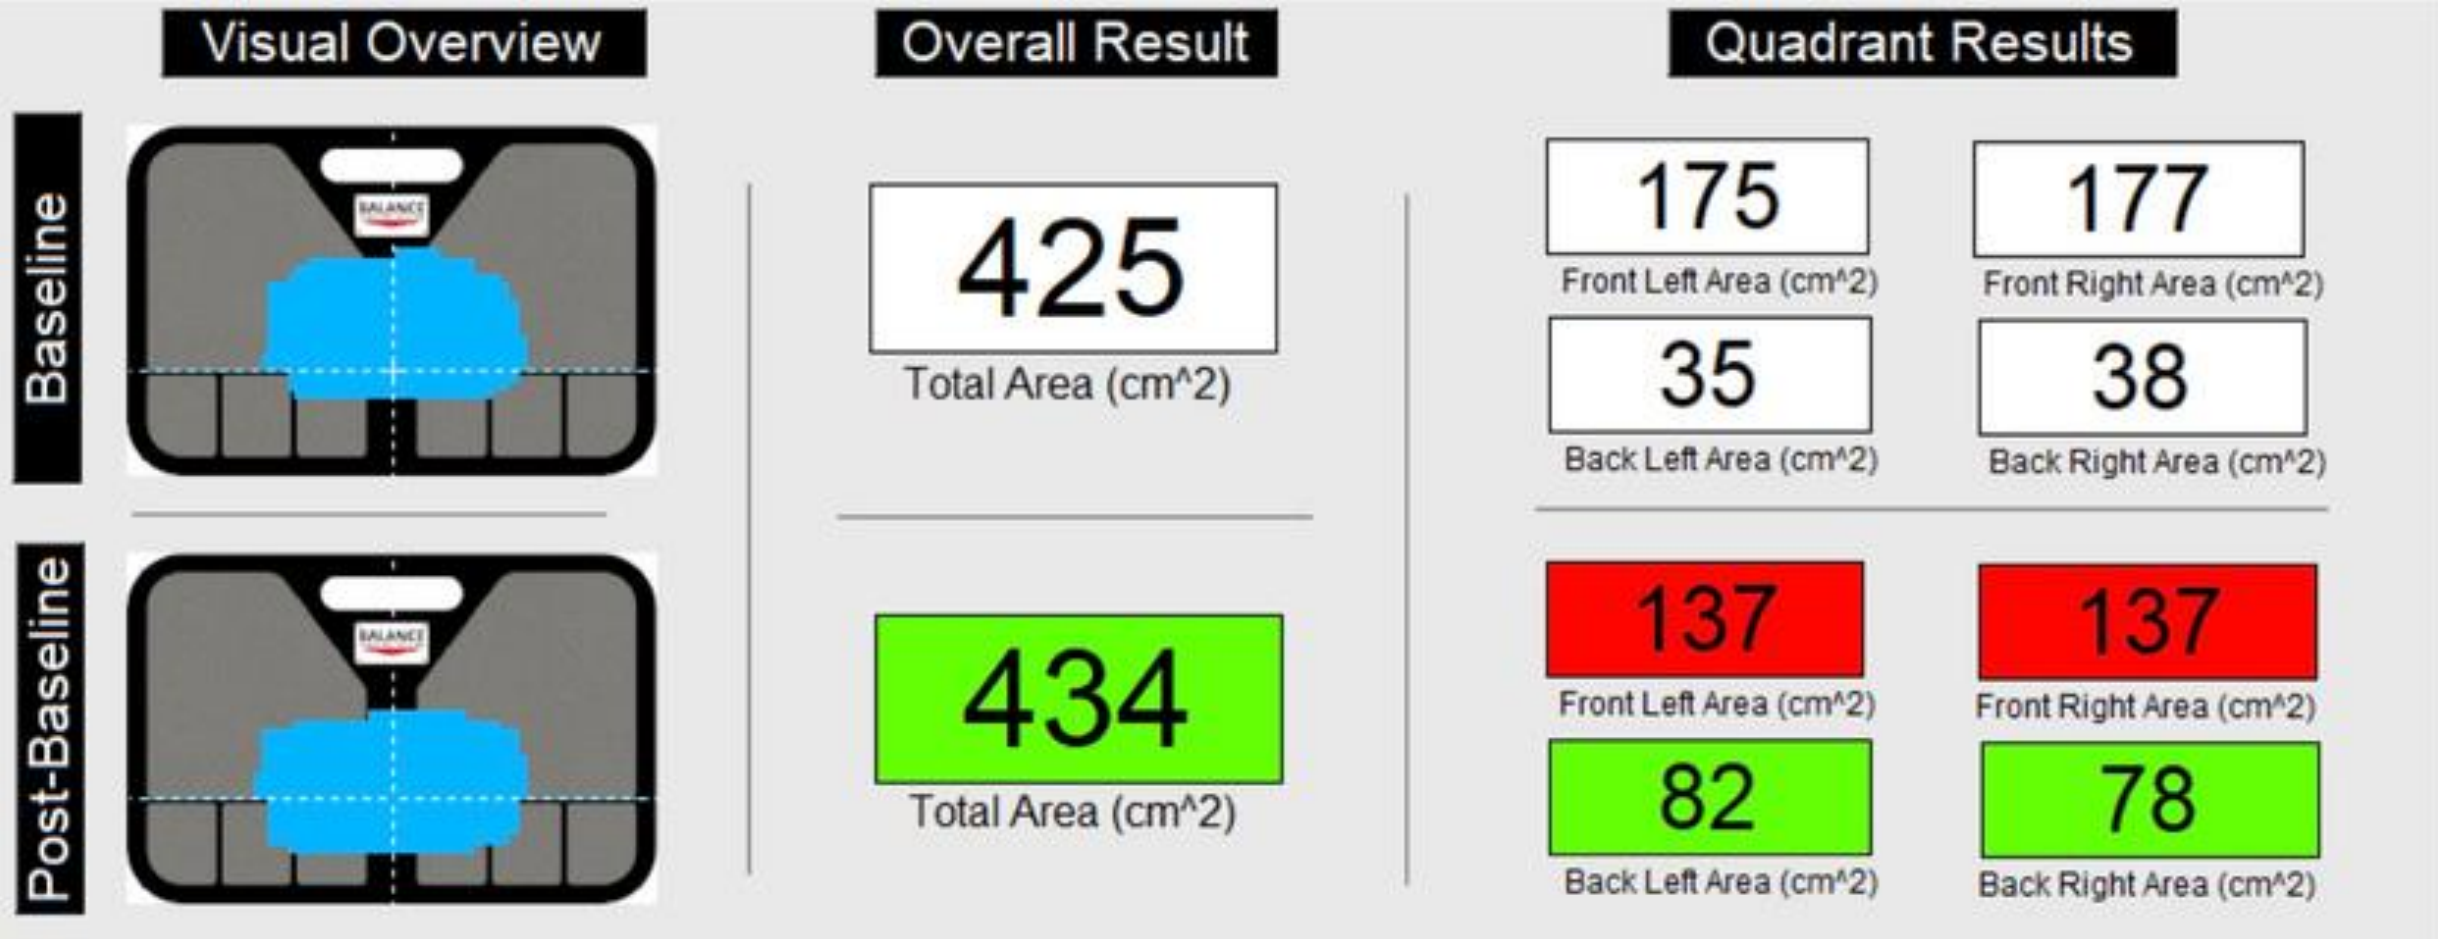 Visual Overview
Overall Result
Quadrant Results
Baseline
BALANCE
425
Total Area (cm^2)
175
177
Front Left Area (cm^2)
Front Right Area (cm^2)
35
38
Back Left Area (cm^2)
Back Right Area (cm^2)
Post-Baseline
BALANCE
434
Total Area (cm^2)
137
137
Front Left Area (cm^2)
Front Right Area (cm^2)
82
78
Back Left Area (cm^2)
Back Right Area (cm^2)